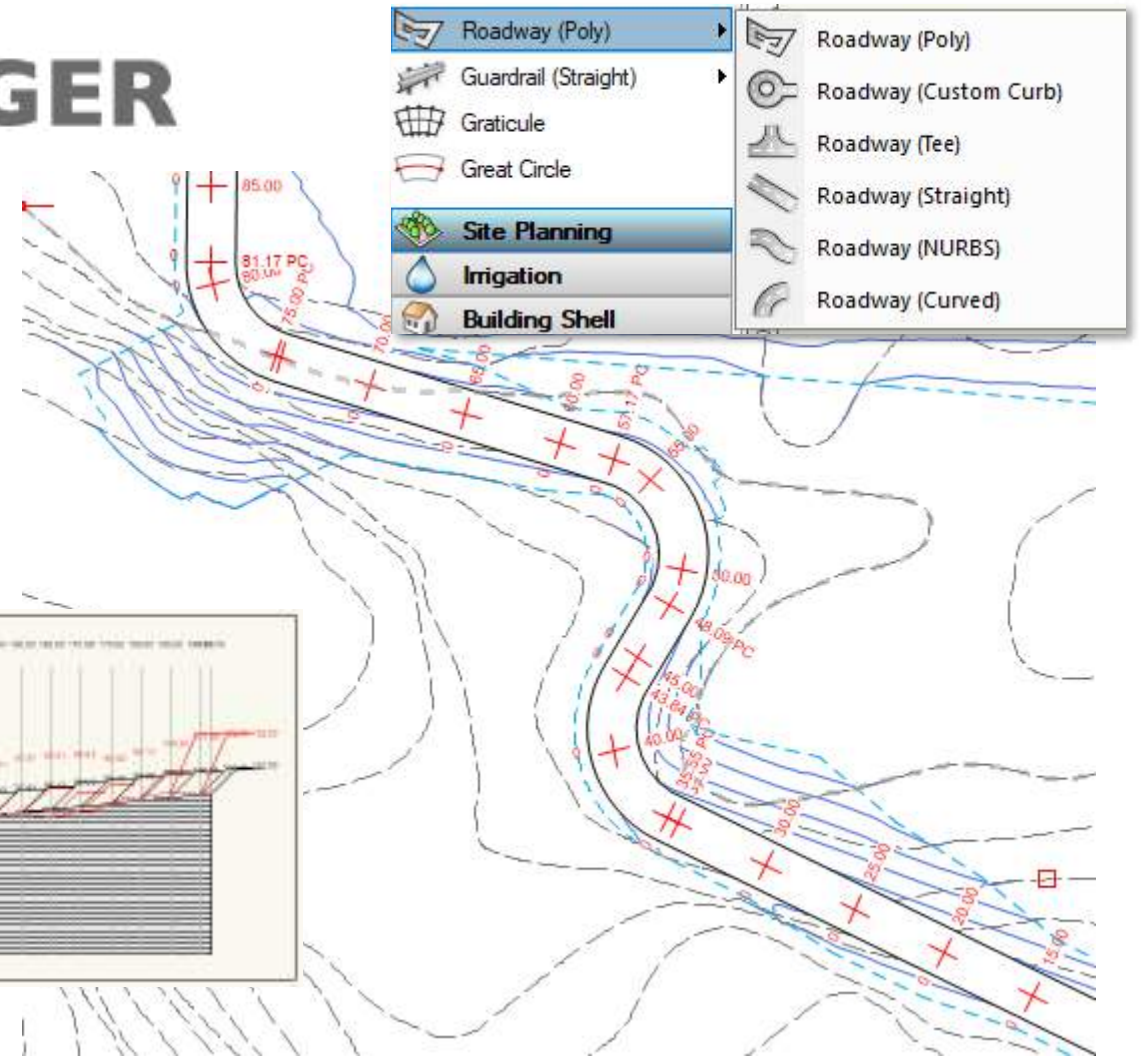 GER
Roadway (Poly)
Guardrail (Straight)
Graticule
Great Circle
Site Planning
Irrigation
Building Shell
Roadway (Poly)
Roadway (Custom Curb)
Roadway (Tee)
Roadway (Straight)
Roadway (NURBS)
Roadway (Curved)
85.00
81.17 PC
80.00
75.00 PC
70.00
65.00
60.00
57.17 PC
55.00
50.00
48.09 PC
45.00
43.84 PC
40.00
30.00
25.00
20.00
15.00